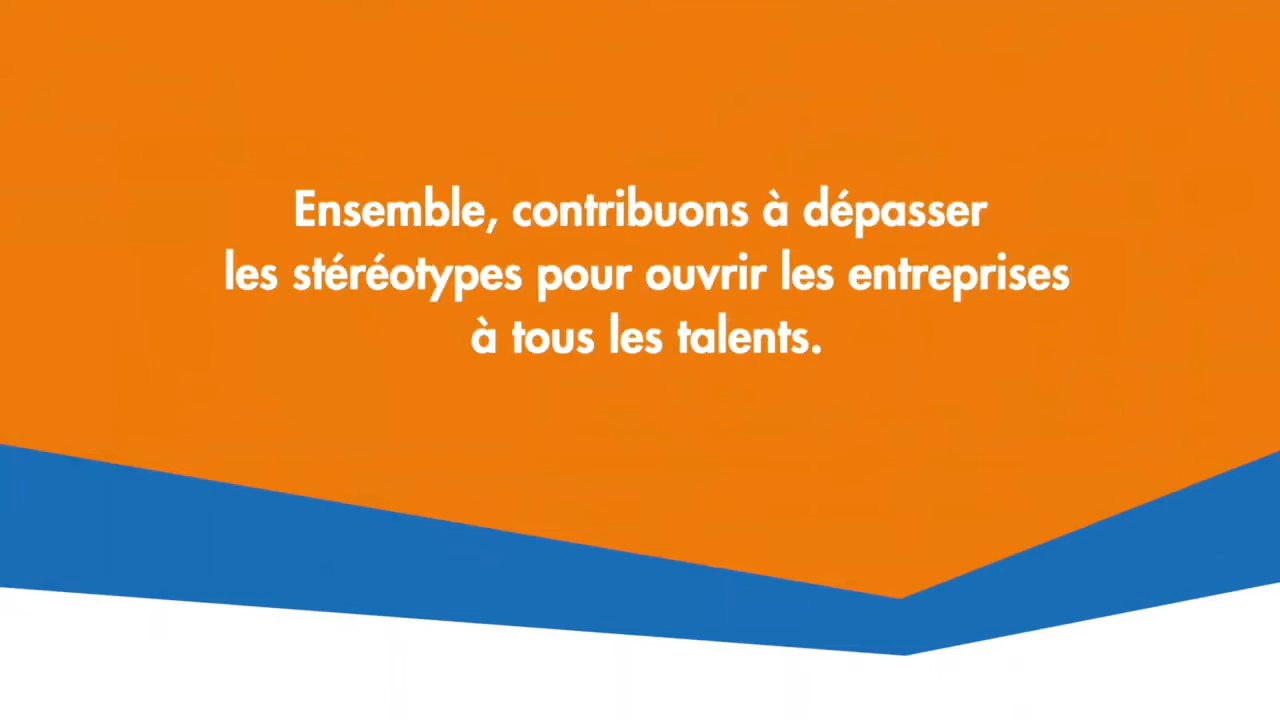 Ensemble, contribuons à dépasser
les stéréotypes pour ouvrir les entreprises
à tous les talents.